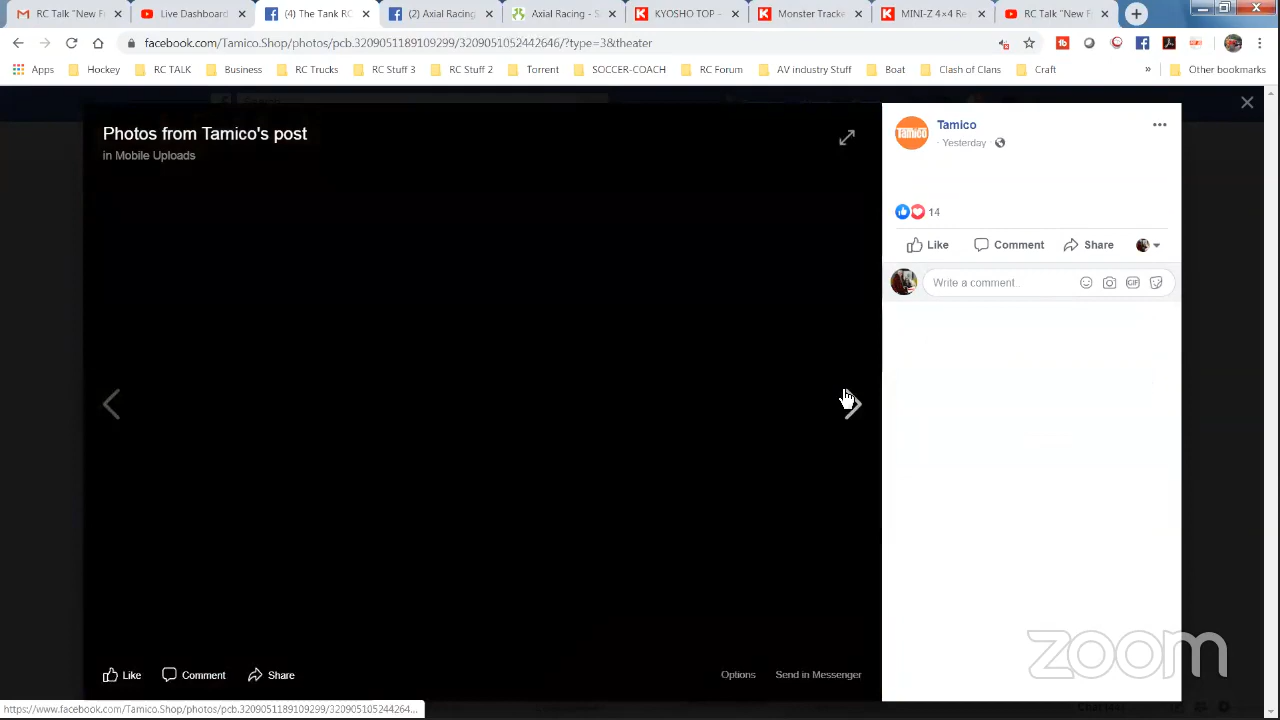 RC Talk "New F
Live Dashboard
(4) The Tank RC
(2) Axial Racing
Axial Racing - S
KYOSHO TOP -
Monster Tracke
MINI-Z 4×4 Re
RC Talk "New F
facebook.com/Tamico.Shop/photos/pcb.3209051189109299/3209051052442646/?type=3&theater
Apps
Hockey
RC TALK
Business
RC Trucks
RC Stuff 3
RC Stuff 2
Torrent
SOCCER-COACH
RC Forum
AV industry Stuff
Boat
Clash of Clans
Craft
»
Other bookmarks
Photos from Tamico's post
in Mobile Uploads
Tamico
Tamico
· Yesterday ·
14
Like
Comment
Share
Write a comment..
GIF
Like
Comment
Share
Options
Send in Messenger
zoom
https://www.facebook.com/Tamico.Shop/photos/pcb.3209051189109299/320905105244264...